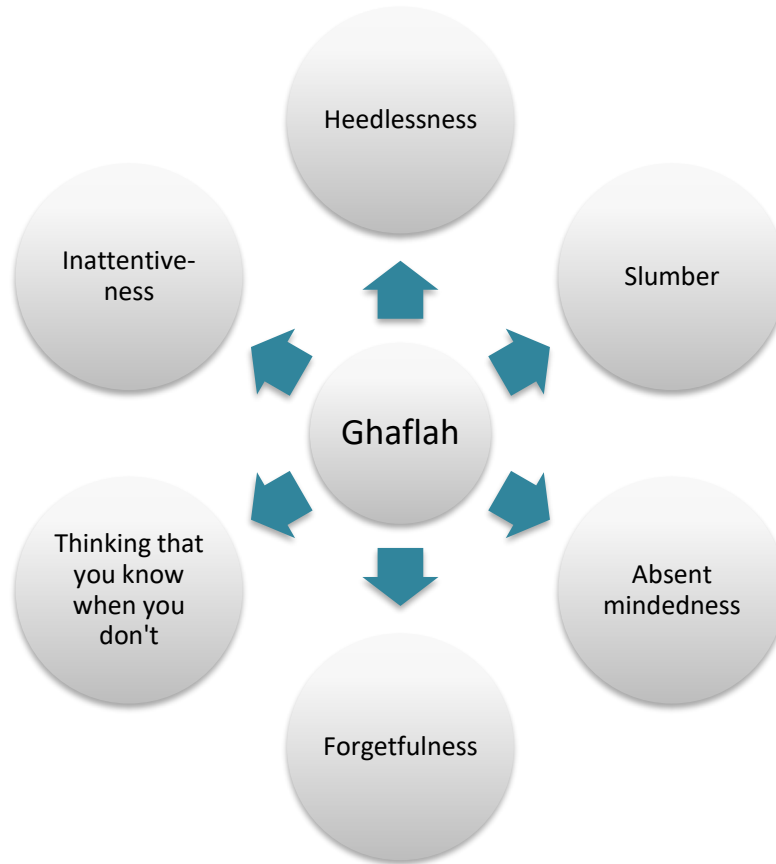 Heedlessness
Slumber
Absent
mindedness
Forgetfulness
Thinking that
you know
when you
don't
Inattentive-
ness
Ghaflah